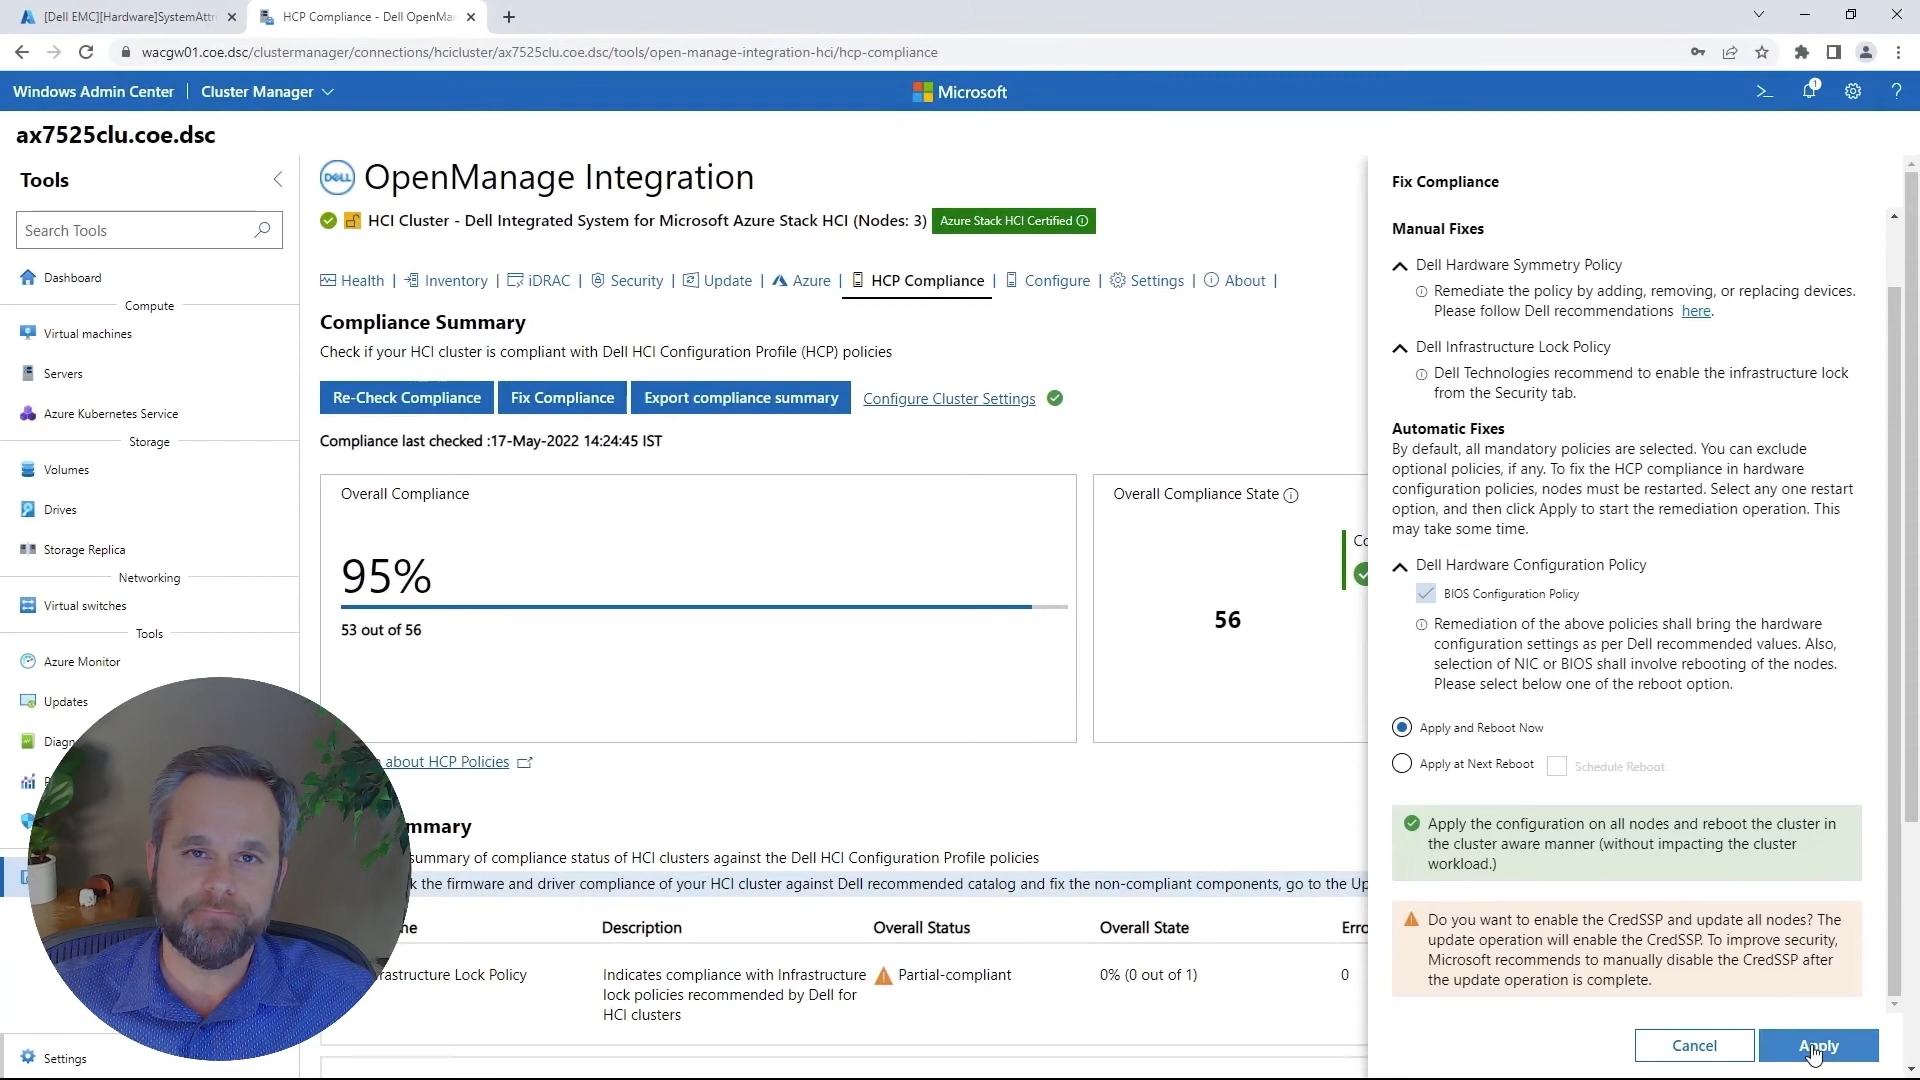 [Dell EMC][Hardware]SystemAttri
HCP Compliance - Dell OpenMan
wacgw01.coe.dsc/clustermanager/connections/hcicluster/ax7525clu.coe.dsc/tools/open-manage-integration-hci/hcp-compliance
Windows Admin Center
Cluster Manager
Microsoft
1
ax7525clu.coe.dsc
Tools
Search Tools
Dashboard
Compute
Virtual machines
Servers
Azure Kubernetes Service
Storage
Volumes
Drives
Storage Replica
Networking
Virtual switches
Tools
Azure Monitor
Updates
Diagn
Settings
DELL
OpenManage Integration
HCI Cluster - Dell Integrated System for Microsoft Azure Stack HCI (Nodes: 3)
Azure Stack HCI Certified
Health | Inventory | iDRAC | Security | Update | Azure | HCP Compliance | Configure | Settings | About |
Compliance Summary
Check if your HCI cluster is compliant with Dell HCI Configuration Profile (HCP) policies
Re-Check Compliance
Fix Compliance
Export compliance summary
Configure Cluster Settings
Compliance last checked :17-May-2022 14:24:45 IST
Overall Compliance
95%
53 out of 56
Overall Compliance State
Co
56
about HCP Policies
mmary
summary of compliance status of HCI clusters against the Dell HCI Configuration Profile policies
k the firmware and driver compliance of your HCI cluster against Dell recommended catalog and fix the non-compliant components, go to the Up
me
Description
Overall Status
Overall State
Erro
rastructure Lock Policy
Indicates compliance with Infrastructure
lock policies recommended by Dell for
HCI clusters
Partial-compliant
0% (0 out of 1)
0
Fix Compliance
Manual Fixes
Dell Hardware Symmetry Policy
Remediate the policy by adding, removing, or replacing devices.
Please follow Dell recommendations here.
Dell Infrastructure Lock Policy
Dell Technologies recommend to enable the infrastructure lock
from the Security tab.
Automatic Fixes
By default, all mandatory policies are selected. You can exclude
optional policies, if any. To fix the HCP compliance in hardware
configuration policies, nodes must be restarted. Select any one restart
option, and then click Apply to start the remediation operation. This
may take some time.
Dell Hardware Configuration Policy
BIOS Configuration Policy
Remediation of the above policies shall bring the hardware
configuration settings as per Dell recommended values. Also,
selection of NIC or BIOS shall involve rebooting of the nodes.
Please select below one of the reboot option.
Apply and Reboot Now
Apply at Next Reboot
Schedule Reboot
Apply the configuration on all nodes and reboot the cluster in
the cluster aware manner (without impacting the cluster
workload.)
Do you want to enable the CredSSP and update all nodes? The
update operation will enable the CredSSP. To improve security,
Microsoft recommends to manually disable the CredSSP after
the update operation is complete.
Cancel
Apply